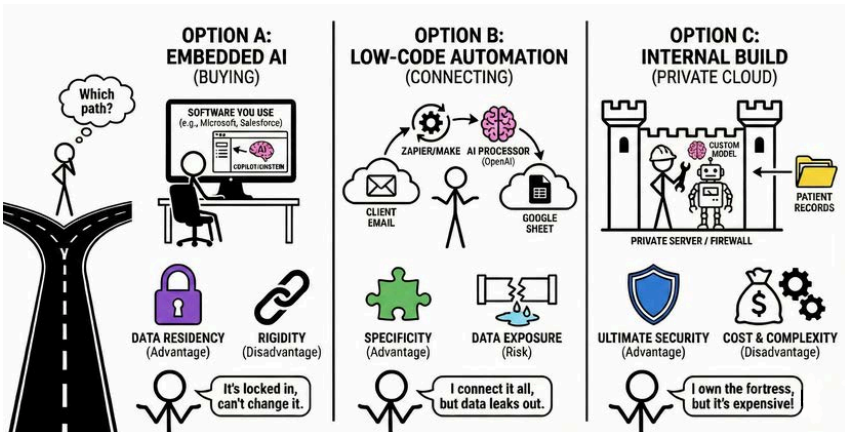 Which
path?
OPTION A:
EMBEDDED AI
(BUYING)
SOFTWARE YOU USE
(e.g., Microsoft, Salesforce)
AI
COPILOT/EINSTEIN
DATA RESIDENCY
(Advantage)
RIGIDITY
(Disadvantage)
It's locked in,
can't change it.
OPTION B:
LOW-CODE AUTOMATION
(CONNECTING)
ZAPIER/MAKE
AI PROCESSOR
(OpenAI)
CLIENT
EMAIL
GOOGLE
SHEET
SPECIFICITY
(Advantage)
DATA EXPOSURE
(Risk)
I connect it all,
but data leaks out.
OPTION C:
INTERNAL BUILD
(PRIVATE CLOUD)
CUSTOM
MODEL
PATIENT
RECORDS
PRIVATE SERVER / FIREWALL
ULTIMATE SECURITY
(Advantage)
$
COST & COMPLEXITY
(Disadvantage)
I own the fortress,
but it's expensive!